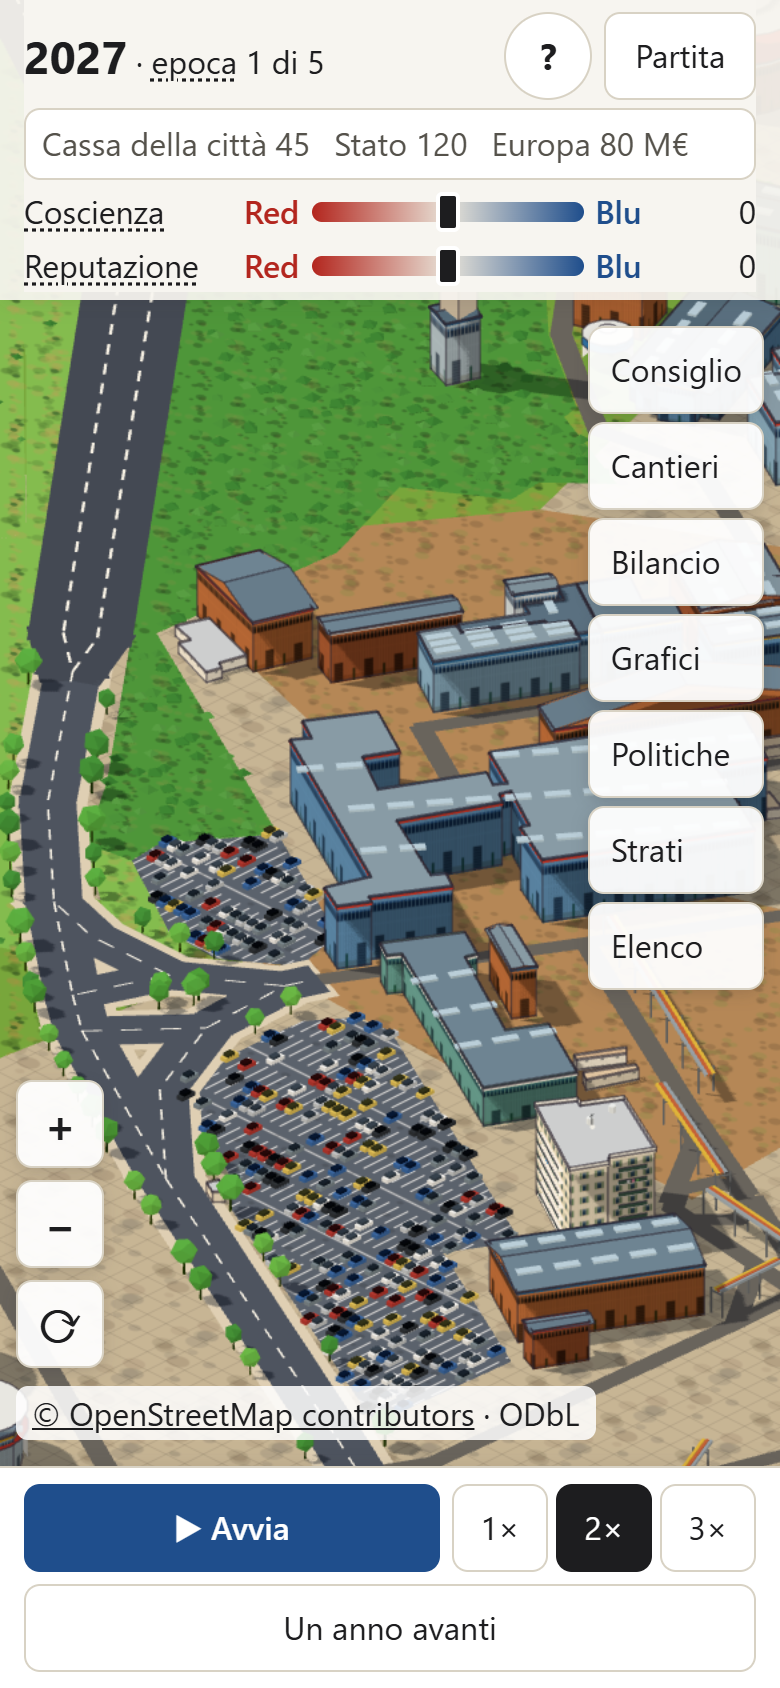 2027 · epoca 1 di 5
?
Partita
Cassa della città 45 Stato 120 Europa 80 M€
Coscienza Red Blu 0
Reputazione Red Blu 0
Consiglio
Cantieri
Bilancio
Grafici
Politiche
Strati
Elenco
+
−
© OpenStreetMap contributors · ODbL
▶ Avvia
1×
2×
3×
Un anno avanti